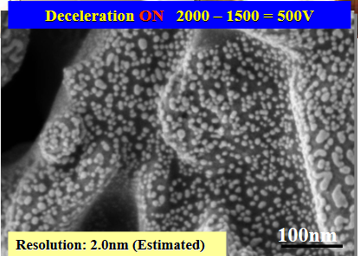 Deceleration ON 2000 – 1500 = 500V
100nm
Resolution: 2.0nm (Estimated)